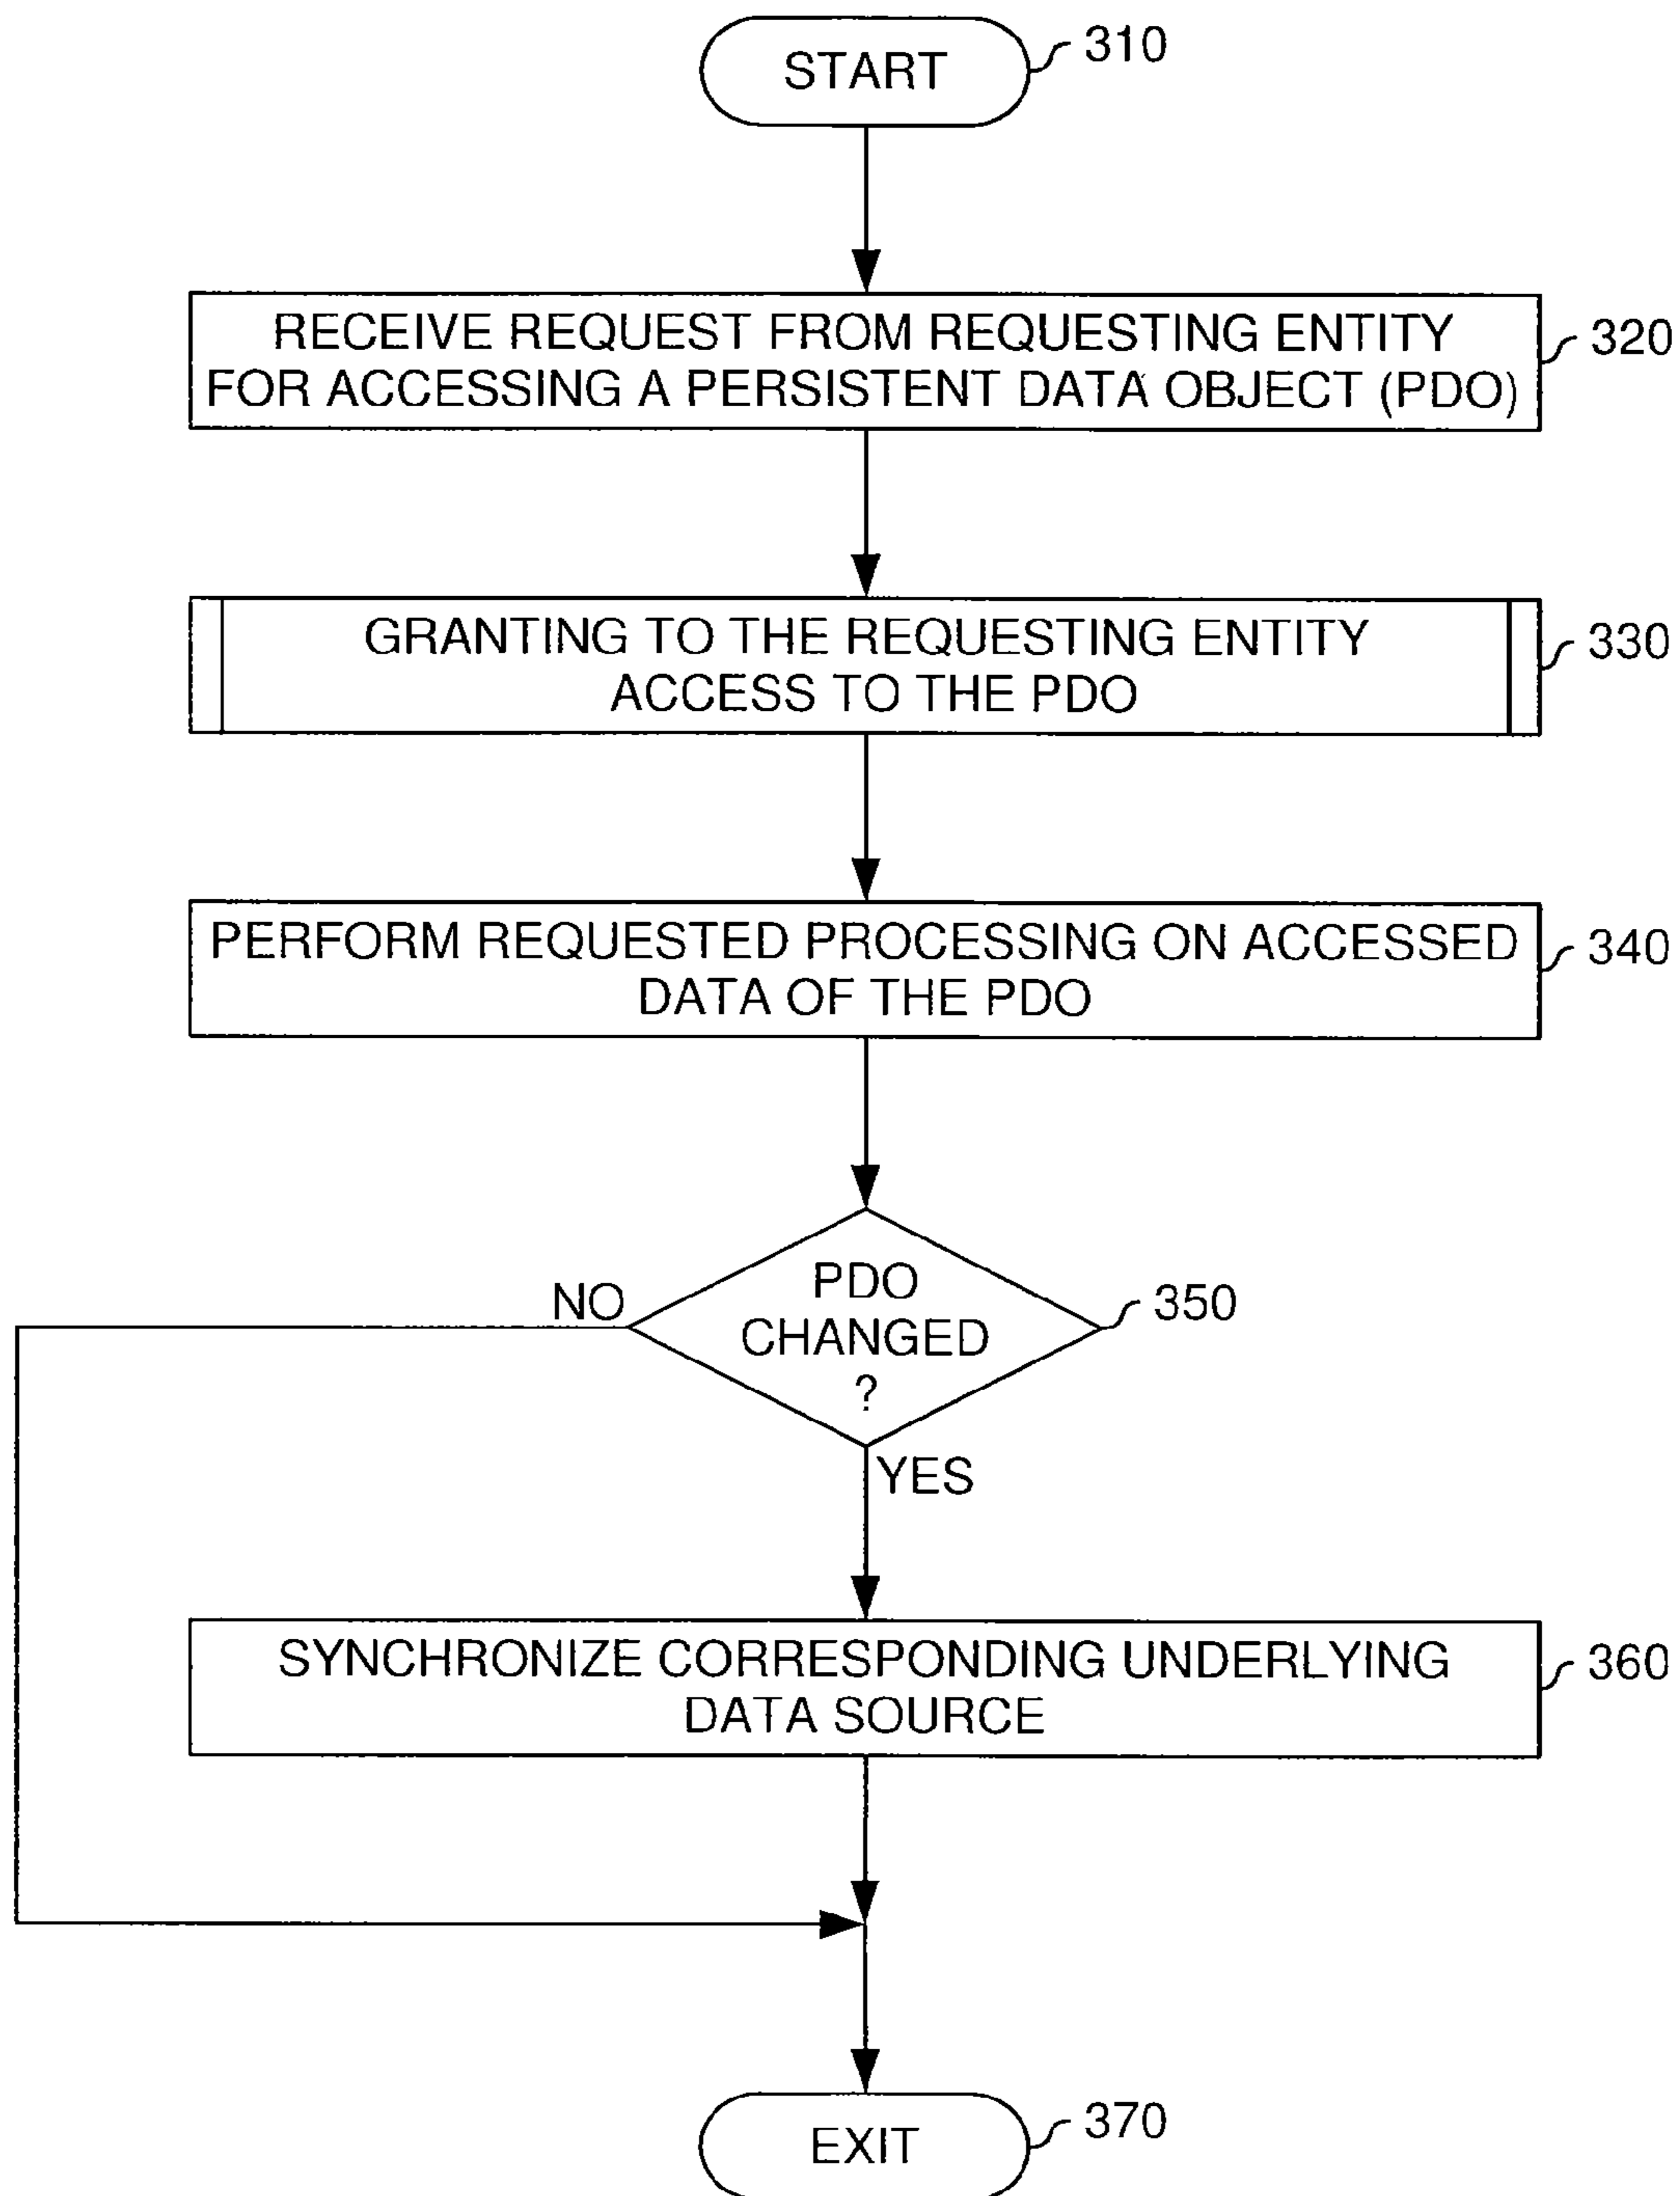 START
310
RECEIVE REQUEST FROM REQUESTING ENTITY
FOR ACCESSING A PERSISTENT DATA OBJECT (PDO)
320
GRANTING TO THE REQUESTING ENTITY
ACCESS TO THE PDO
330
PERFORM REQUESTED PROCESSING ON ACCESSED
DATA OF THE PDO
340
PDO
CHANGED
?
350
NO
YES
SYNCHRONIZE CORRESPONDING UNDERLYING
DATA SOURCE
360
EXIT
370